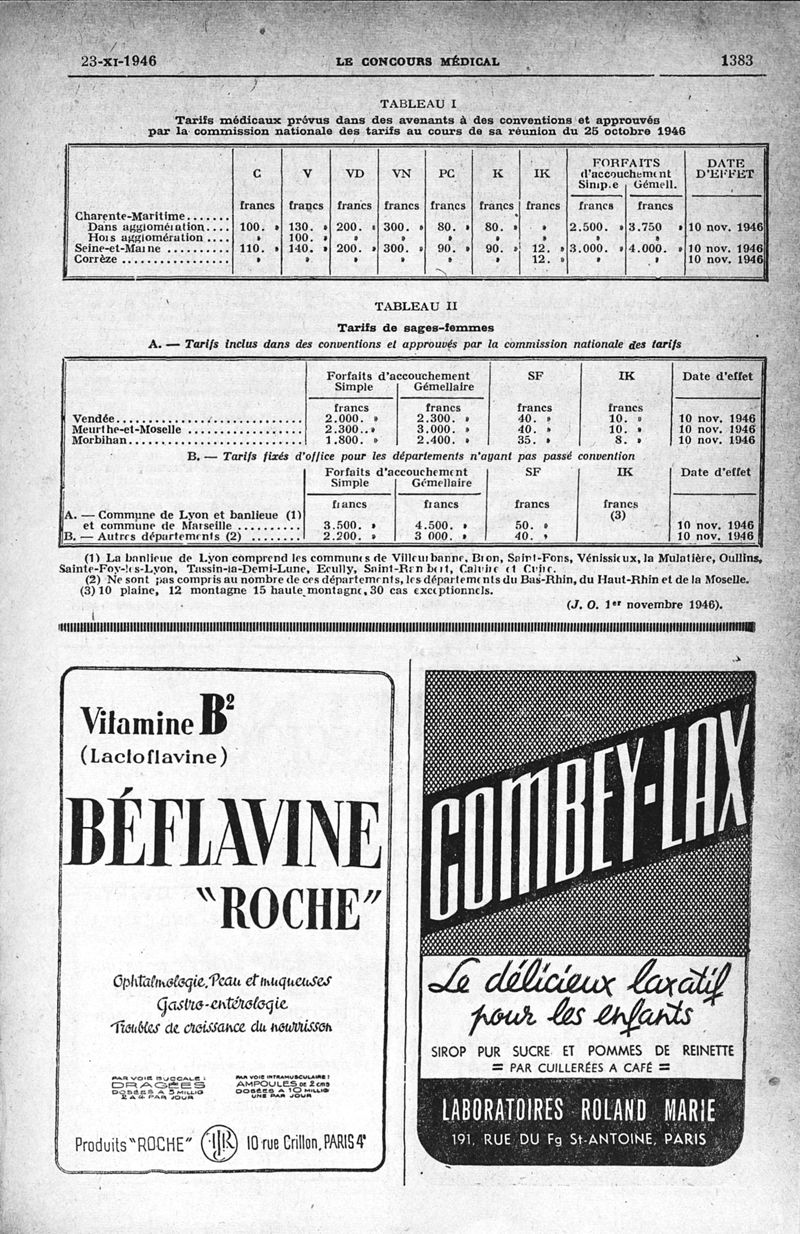 23-XI-1946 LE CONCOURS MÉDICAL 1383
TABLEAU I
Tarifs médicaux prévus dans des avenants à des conventions et approuvés
par la commission nationale des tarifs au cours de sa réunion du 25 octobre 1946
C V VD VN PC K IK FORFAITS d'accouchement Simple Gémell. DATE D'EFFET
francs francs francs francs francs francs francs francs francs
Charente-Maritime.......
Dans agglomération.... 100. » 130. » 200. » 300. » 80. » 80. » » 2.500. » 3.750 » 10 nov. 1946
Hors agglomération .... » 100. » » » » » » » »
Seine-et-Marne .......... 110. » 140. » 200. » 300. » 90. » 90. » 12. » 3.000. » 4.000. » 10 nov. 1946
Corrèze ................. » » » » » » 12. » » » 10 nov. 1946
TABLEAU II
Tarifs de sages-femmes
A. — Tarifs inclus dans des conventions et approuvés par la commission nationale des tarifs
Forfaits d'accouchement SF IK Date d'effet
Simple Gémellaire
francs francs francs francs
Vendée............................. 2.000. » 2.300. » 40. » 10. » 10 nov. 1946
Meurthe-et-Moselle ................. 2.300.. » 3.000. » 40. » 10. » 10 nov. 1946
Morbihan........................... 1.800. » 2.400. » 35. » 8. » 10 nov. 1946
B. — Tarifs fixés d'office pour les départements n'ayant pas passé convention
Forfaits d'accouchement SF IK Date d'effet
Simple Gémellaire
francs francs francs francs
A. — Commune de Lyon et banlieue (1) (3)
et commune de Marseille .......... 3.500. » 4.500. » 50. » 10 nov. 1946
B. — Autres départements (2) ........ 2.200. » 3 000. » 40. » 10 nov. 1946
(1) La banlieue de Lyon comprend les communes de Villeurbanne, Bron, Saint-Fons, Vénissieux, la Mulatière, Oullins,
Sainte-Foy-les-Lyon, Tassin-la-Demi-Lune, Ecully, Saint-Rambert, Caluire et Cuire.
(2) Ne sont pas compris au nombre de ces départements, les départements du Bas-Rhin, du Haut-Rhin et de la Moselle.
(3) 10 plaine, 12 montagne 15 haute montagne, 30 cas exceptionnels.
(J. O. 1er novembre 1946).
Vitamine B2
(Lactoflavine)
BÉFLAVINE
"ROCHE"
Ophtalmologie, Peau et muqueuses
Gastro-entérologie
Troubles de croissance du nourrisson
PAR VOIE BUCCALE :
DRAGÉES
DOSÉES A 5 MILLIG
2 A 4 PAR JOUR
PAR VOIE INTRAMUSCULAIRE :
AMPOULES DE 2 CM3
DOSÉES A 10 MILLIG
UNE PAR JOUR
Produits "ROCHE" 10 rue Crillon, PARIS 4e
COMBEY-LAX
Le délicieux laxatif
pour les enfants
SIROP PUR SUCRE ET POMMES DE REINETTE
= PAR CUILLERÉES A CAFÉ =
LABORATOIRES ROLAND MARIE
191, RUE DU Fg St-ANTOINE, PARIS